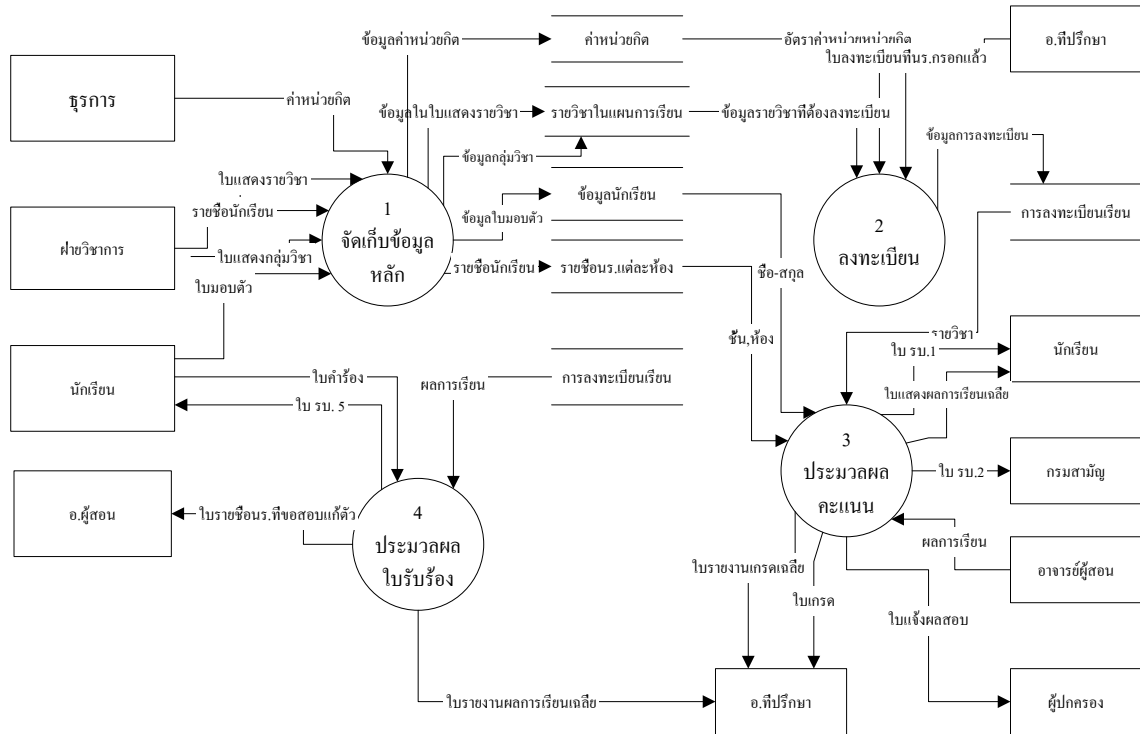 ข้อมูลค่าหน่วยกิต
ค่าหน่วยกิต
อัตราค่าหน่วยหน่วยกิต
ใบลงทะเบียนที่นร.กรอกแล้ว
อ.ที่ปรึกษา
ธุรการ
ค่าหน่วยกิต
ข้อมูลในใบแสดงรายวิชา
รายวิชาในแผนการเรียน
ข้อมูลรายวิชาที่ต้องลงทะเบียน
ข้อมูลการลงทะเบียน
ข้อมูลกลุ่มวิชา
ใบแสดงรายวิชา
รายชื่อนักเรียน
ข้อมูลนักเรียน
ข้อมูลใบมอบตัว
การลงทะเบียนเรียน
ฝ่ายวิชาการ
ใบแสดงกลุ่มวิชา
ใบมอบตัว
1
จัดเก็บข้อมูล
หลัก
2
ลงทะเบียน
รายชื่อนักเรียน
รายชื่อนร.แต่ละห้อง
ชื่อ-สกุล
ชั้น,ห้อง
รายวิชา
ใบ รบ.1
นักเรียน
นักเรียน
ใบคำร้อง
ใบ รบ. 5
ผลการเรียน
การลงทะเบียนเรียน
ใบแสดงผลการเรียนเฉลี่ย
3
ประมวลผล
คะแนน
ใบ รบ.2
กรมสามัญ
อ.ผู้สอน
ใบรายชื่อนร.ที่ขอสอบแก้ตัว
4
ประมวลผล
ใบรับร้อง
ผลการเรียน
อาจารย์ผู้สอน
ใบรายงานเกรดเฉลี่ย
ใบเกรด
ใบแจ้งผลสอบ
ใบรายงานผลการเรียนเฉลี่ย
อ.ที่ปรึกษา
ผู้ปกครอง